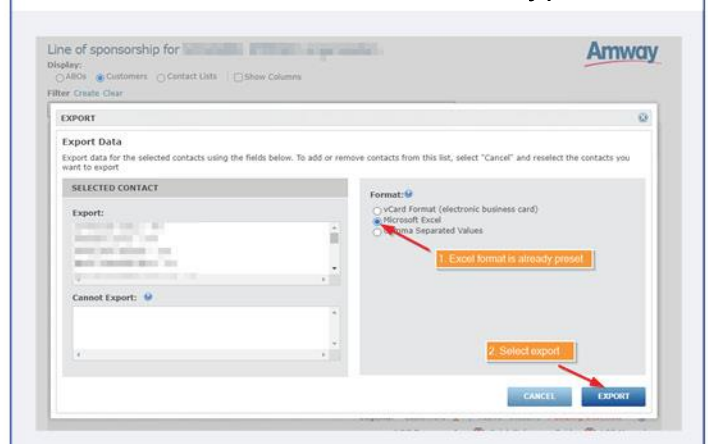 Line of sponsorship for
Amway
Display:
ABOs Customers Contact Lists | Show Columns
Filter Create Clear
EXPORT
Export Data
Export data for the selected contacts using the fields below. To add or remove contacts from this list, select "Cancel" and reselect the contacts you
want to export
SELECTED CONTACT
Export:
Cannot Export:
Format:
vCard Format (electronic business card)
Microsoft Excel
Comma Separated Values
1. Excel format is already preset
2. Select export
CANCEL EXPORT